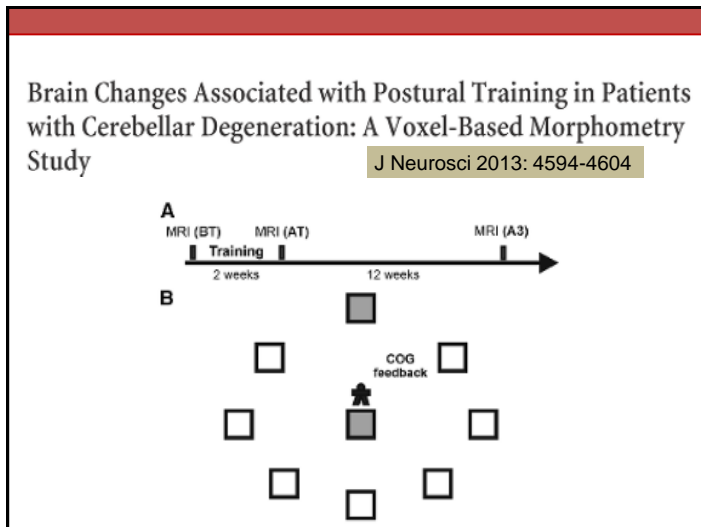 Brain Changes Associated with Postural Training in Patients
with Cerebellar Degeneration: A Voxel-Based Morphometry
Study
J Neurosci 2013: 4594-4604
A
MRI (BT) MRI (AT) MRI (A3)
Training
2 weeks 12 weeks
B
COG
feedback